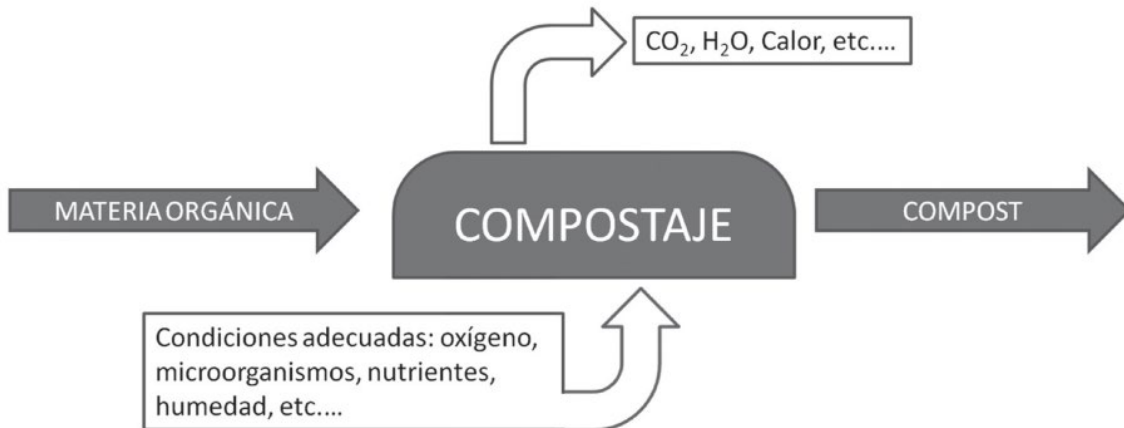 CO₂, H₂O, Calor, etc....
MATERIA ORGÁNICA
COMPOSTAJE
COMPOST
Condiciones adecuadas: oxígeno,
microorganismos, nutrientes,
humedad, etc....